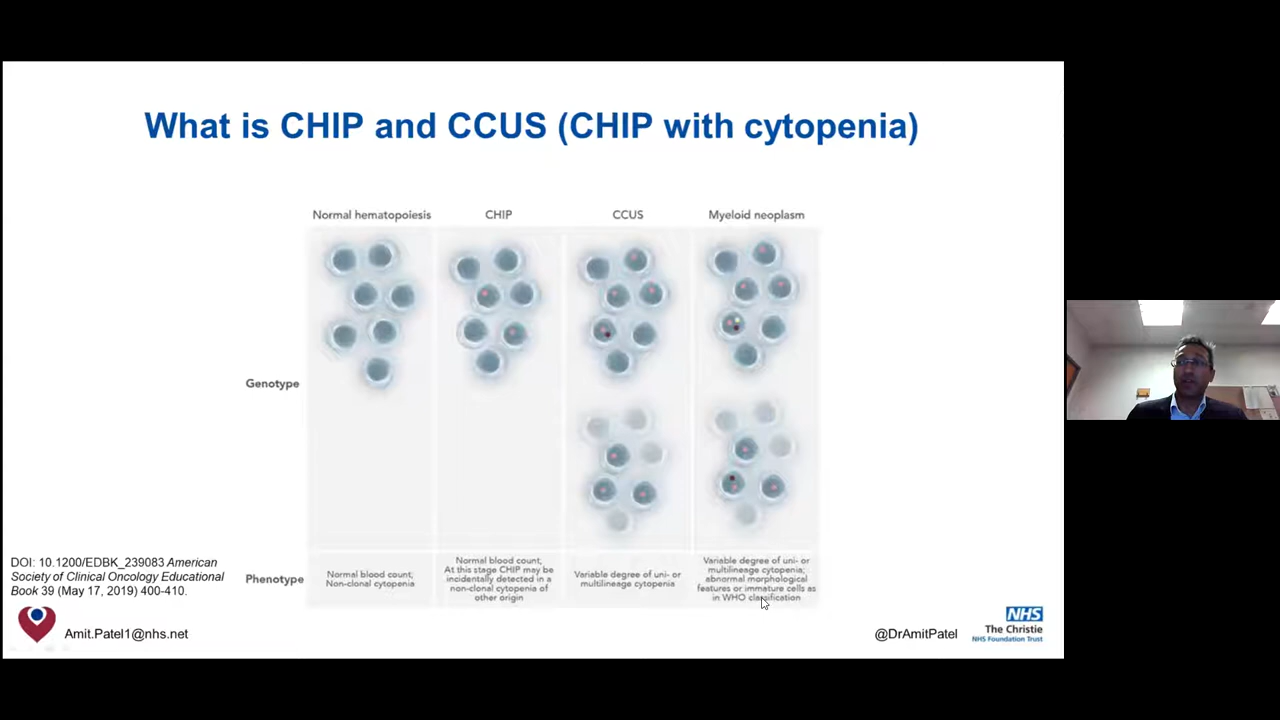 What is CHIP and CCUS (CHIP with cytopenia)
Normal hematopoiesis
CHIP
CCUS
Myeloid neoplasm
Genotype
Phenotype
Normal blood count;
Non-clonal cytopenia
Normal blood count,
At this stage CHIP may be
incidentally detected in a
non-clonal cytopenia of
other origin
Variable degree of uni- or
multilineage cytopenia
Variable degree of uni- or
multilineage cytopenia;
abnormal morphological
features or immature cells as
in WHO classification
DOI: 10.1200/EDBK_239083 American
Society of Clinical Oncology Educational
Book 39 (May 17, 2019) 400-410.
Amit.Patel1@nhs.net
@DrAmitPatel
NHS
The Christie
NHS Foundation Trust